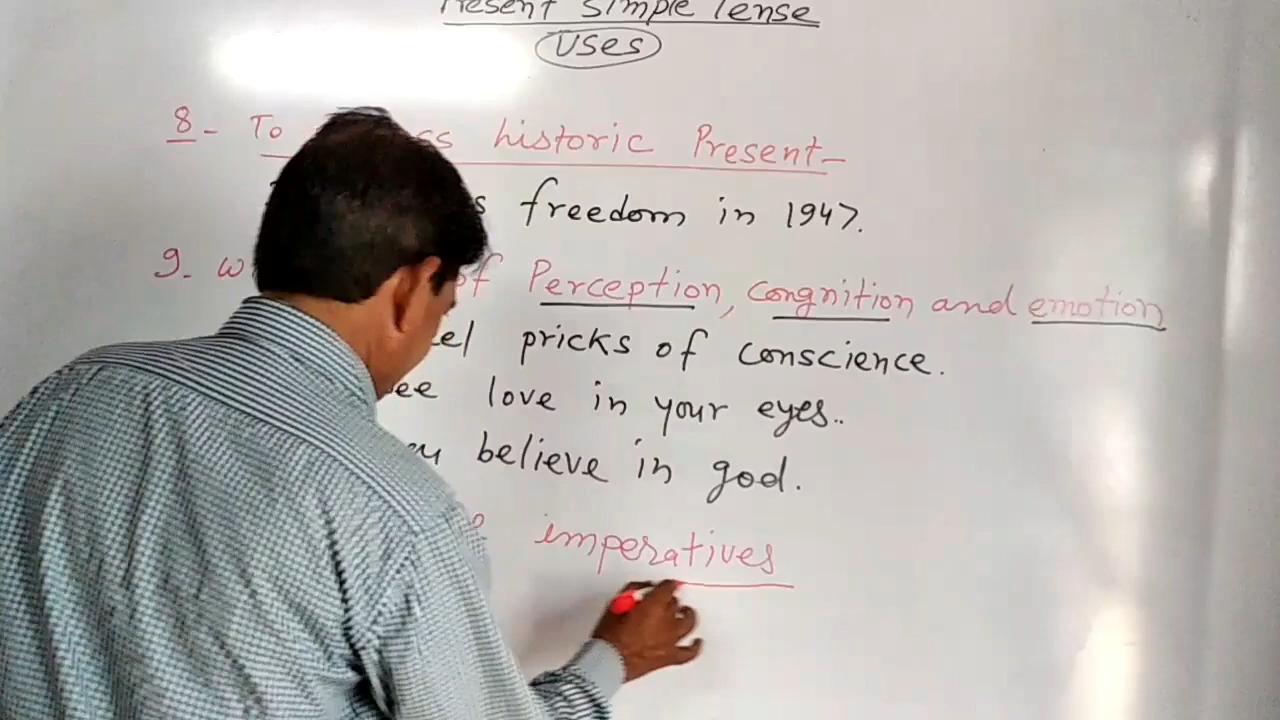 Present Simple Tense
Uses
8- To historic Present-
freedom in 1947.
9. of Perception, Congnition and emotion
pricks of conscience.
love in your eyes..
believe in god.
imperatives